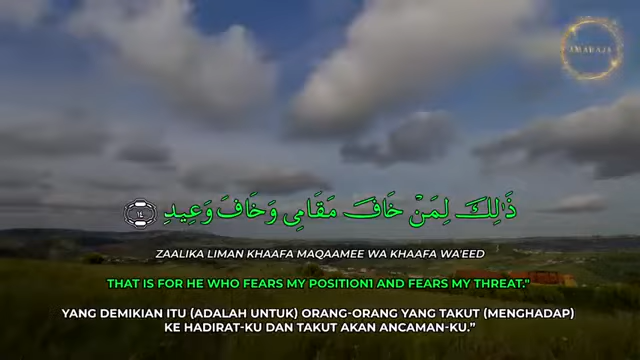 IMARAJA
ذَٰلِكَ لِمَنْ خَافَ مَقَامِي وَخَافَ وَعِيدِ ١٤
ZAALIKA LIMAN KHAAFA MAQAAMEE WA KHAAFA WA'EED
THAT IS FOR HE WHO FEARS MY POSITION1 AND FEARS MY THREAT."
YANG DEMIKIAN ITU (ADALAH UNTUK) ORANG-ORANG YANG TAKUT (MENGHADAP)
KE HADIRAT-KU DAN TAKUT AKAN ANCAMAN-KU.”